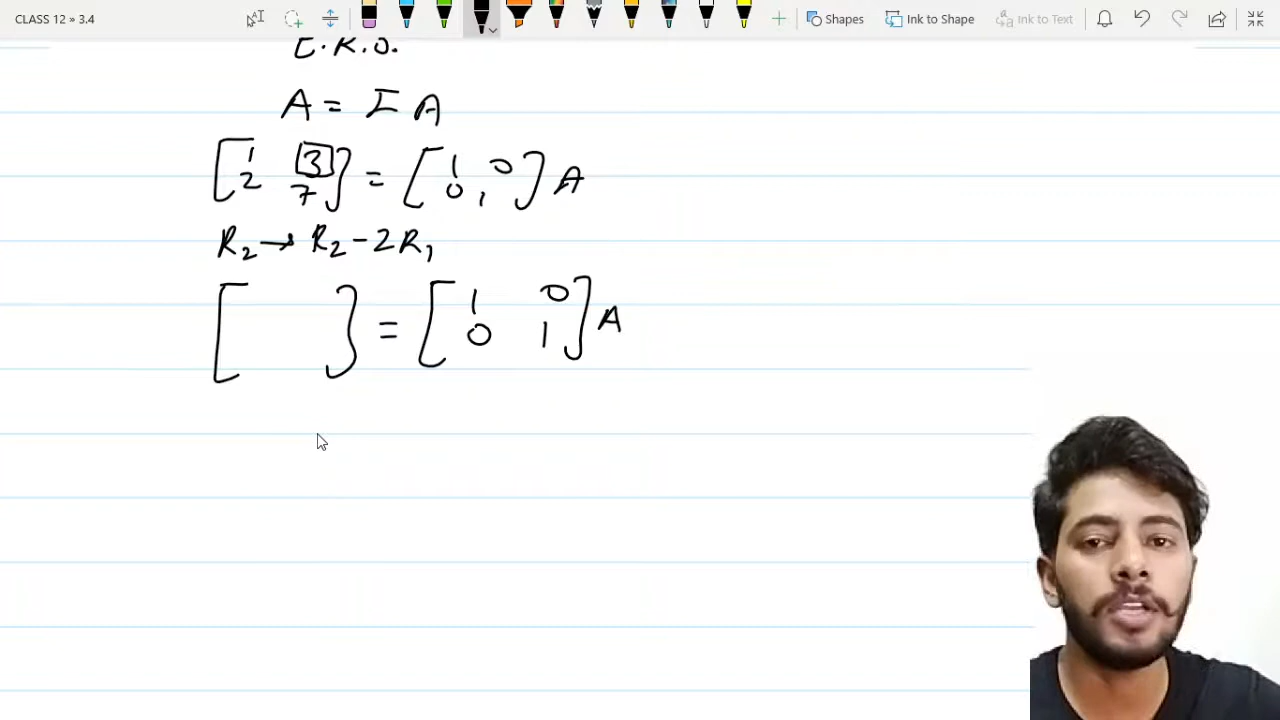 CLASS 12 » 3.4 Shapes Ink to Shape Ink to Text
E.R.O.
A = I A
[1 3
2 7] = [1 0
0 1] A
R₂ → R₂ - 2R₁
[ ] = [1 0
0 1] A